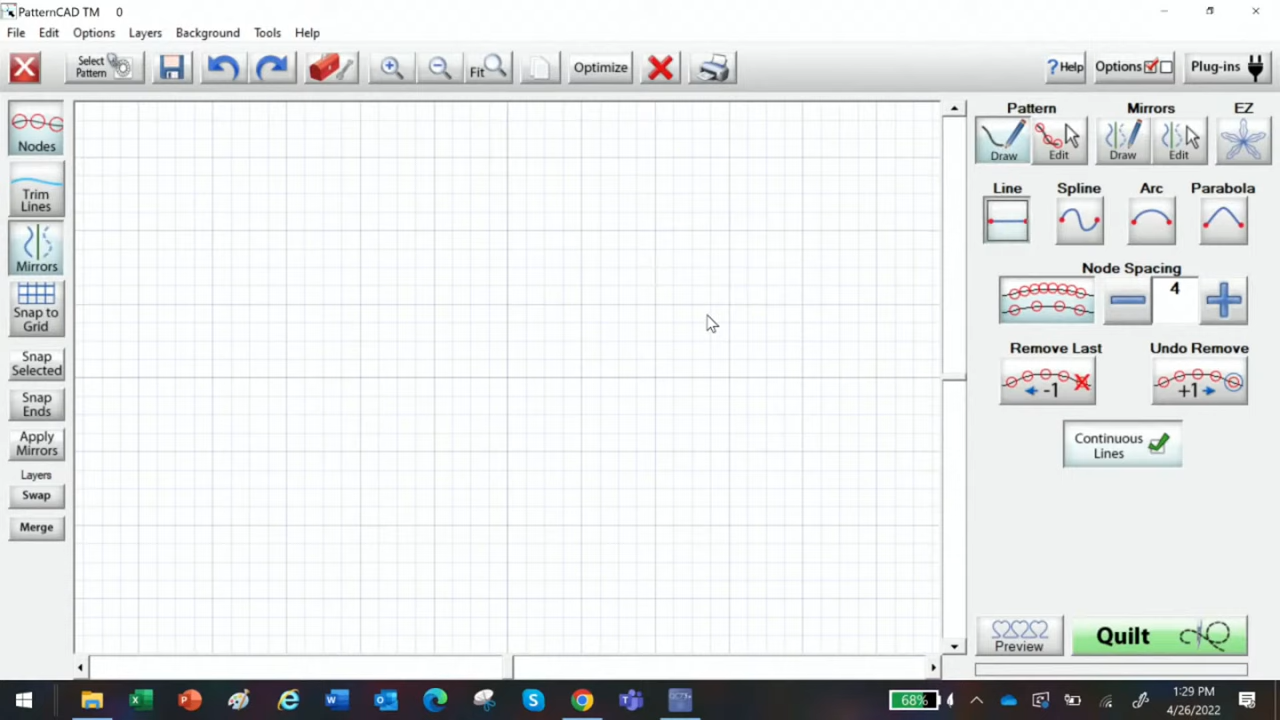 PatternCAD TM 0
File Edit Options Layers Background Tools Help
Select Pattern Fit Optimize ?Help Options Plug-ins
Nodes
Trim
Lines
Mirrors
Snap to
Grid
Snap
Selected
Snap
Ends
Apply
Mirrors
Layers
Swap
Merge
Pattern Mirrors EZ
Draw Edit Draw Edit
Line Spline Arc Parabola
Node Spacing
4
Remove Last Undo Remove
-1 +1
Continuous
Lines
Preview Quilt
68% 1:29 PM
4/26/2022